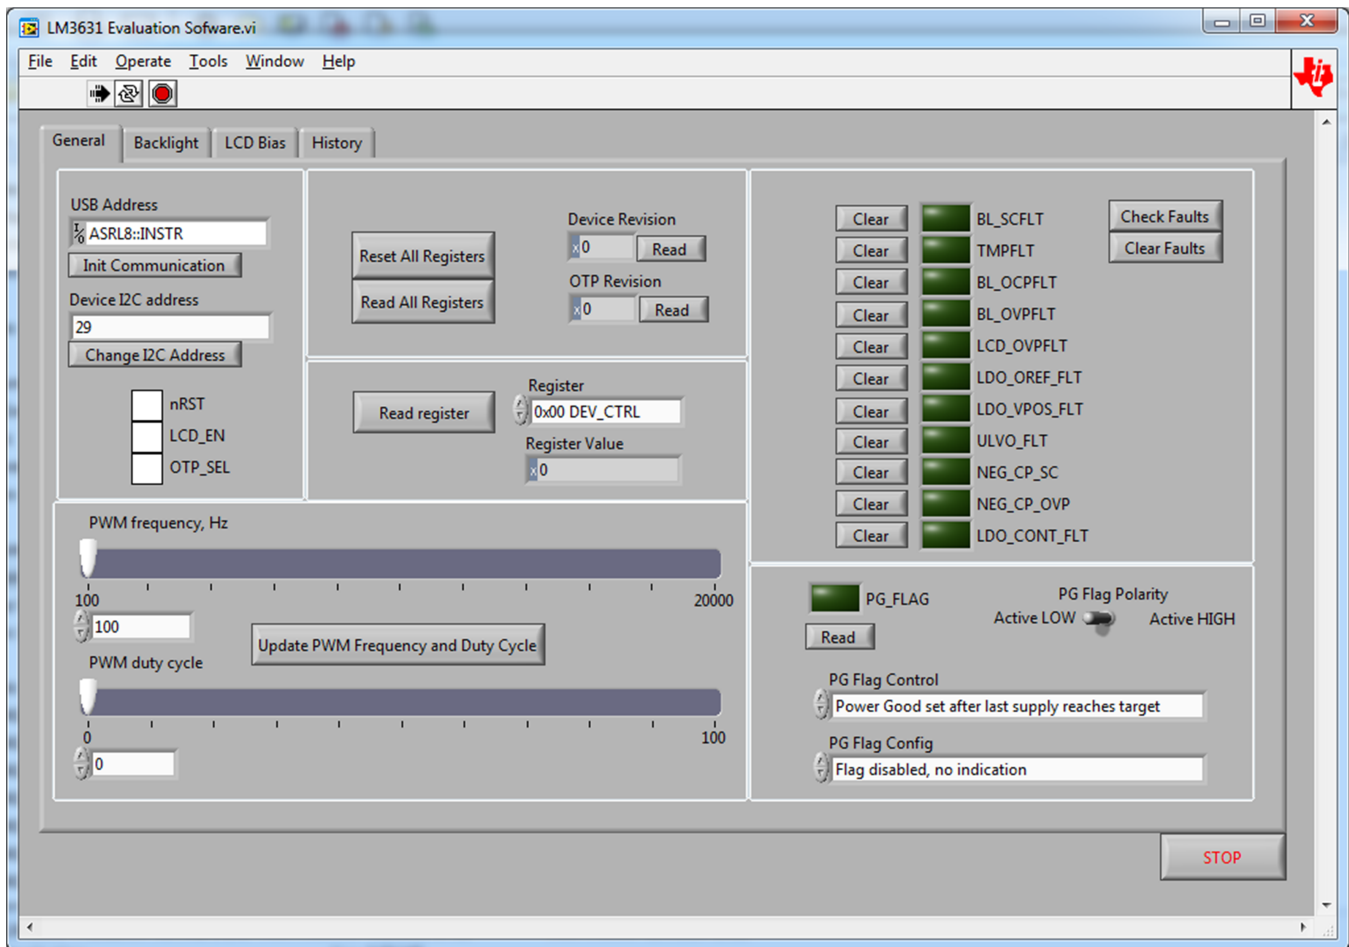 LM3631 Evaluation Sofware.vi
File Edit Operate Tools Window Help
General Backlight LCD Bias History
USB Address
I/0 ASRL8::INSTR
Init Communication
Device I2C address
29
Change I2C Address
nRST
LCD_EN
OTP_SEL
Reset All Registers
Read All Registers
Device Revision
x0 Read
OTP Revision
x0 Read
Read register
Register
0x00 DEV_CTRL
Register Value
x0
Clear BL_SCFLT
Clear TMPFLT
Clear BL_OCPFLT
Clear BL_OVPFLT
Clear LCD_OVPFLT
Clear LDO_OREF_FLT
Clear LDO_VPOS_FLT
Clear ULVO_FLT
Clear NEG_CP_SC
Clear NEG_CP_OVP
Clear LDO_CONT_FLT
Check Faults
Clear Faults
PWM frequency, Hz
100 20000
100
Update PWM Frequency and Duty Cycle
PWM duty cycle
0 100
0
PG_FLAG
Read
PG Flag Polarity
Active LOW Active HIGH
PG Flag Control
Power Good set after last supply reaches target
PG Flag Config
Flag disabled, no indication
STOP